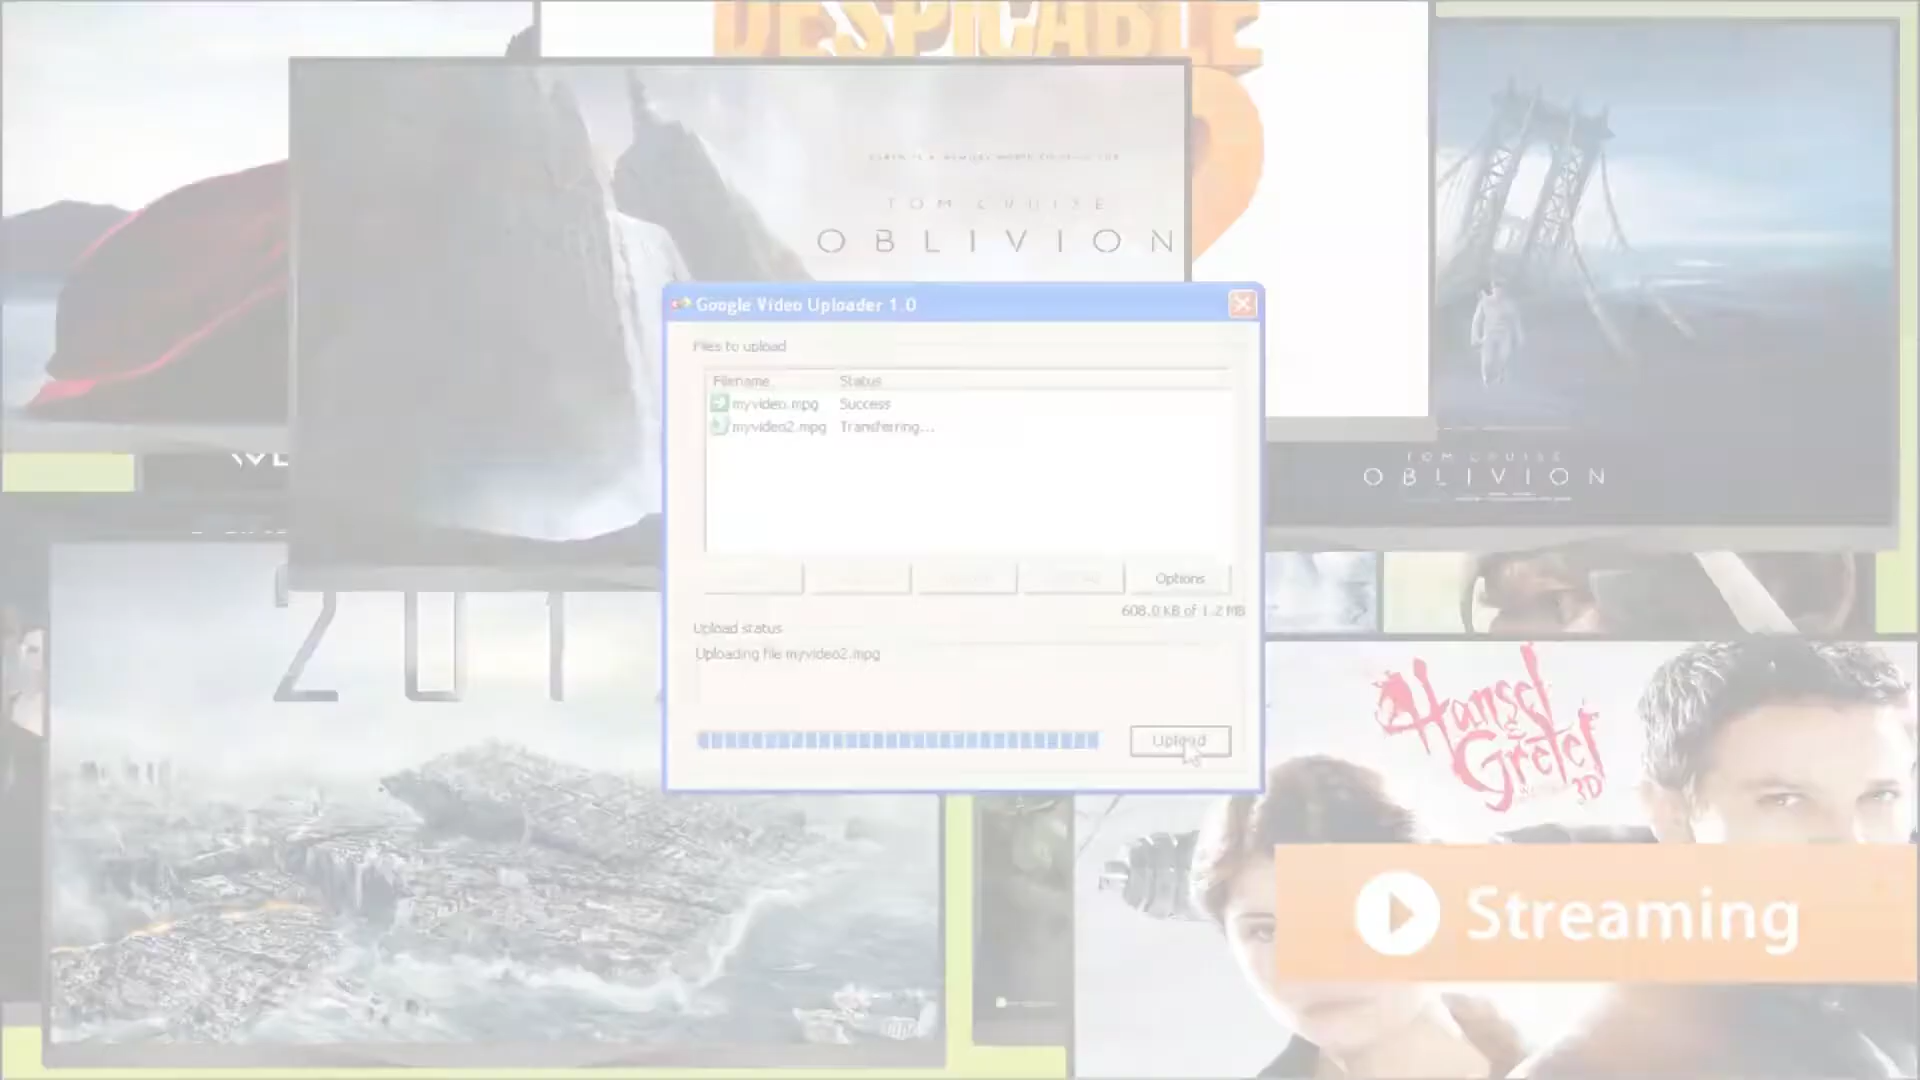 DESPICABLE
TOM CRUISE
OBLIVION
Google Video Uploader 1.0
Files to upload
Filename
Status
myvideo.mpg
Success
myvideo2.mpg
Transferring...
TOM CRUISE
OBLIVION
Options
608.0 KB of 1.2 MB
Upload status
Uploading file myvideo2.mpg
201
Hansel
Gretel
3D
Upload
Streaming